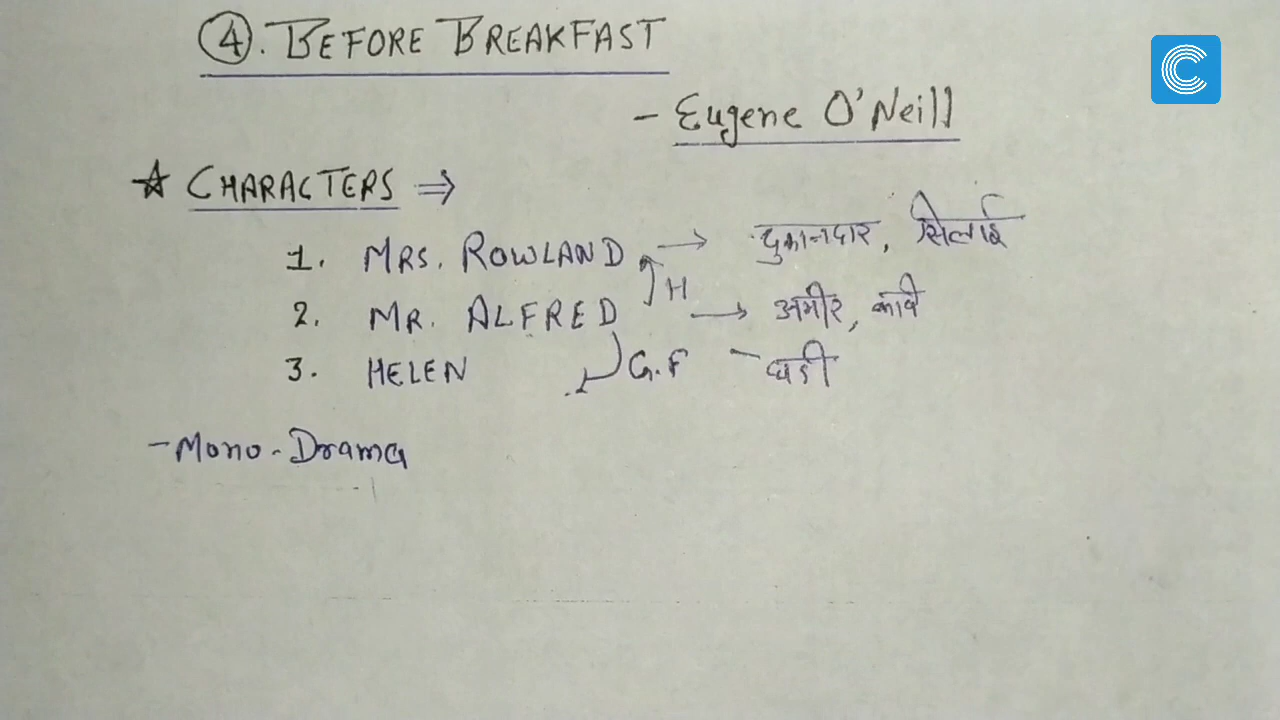 4. BEFORE BREAKFAST
- Eugene O'Neill
☆ CHARACTERS ⇒
1. MRS. ROWLAND → दुकानदार, सिलाई
H
2. MR. ALFRED → अमीर, कवि
3. HELEN G.F - घडी
- Mono-Drama